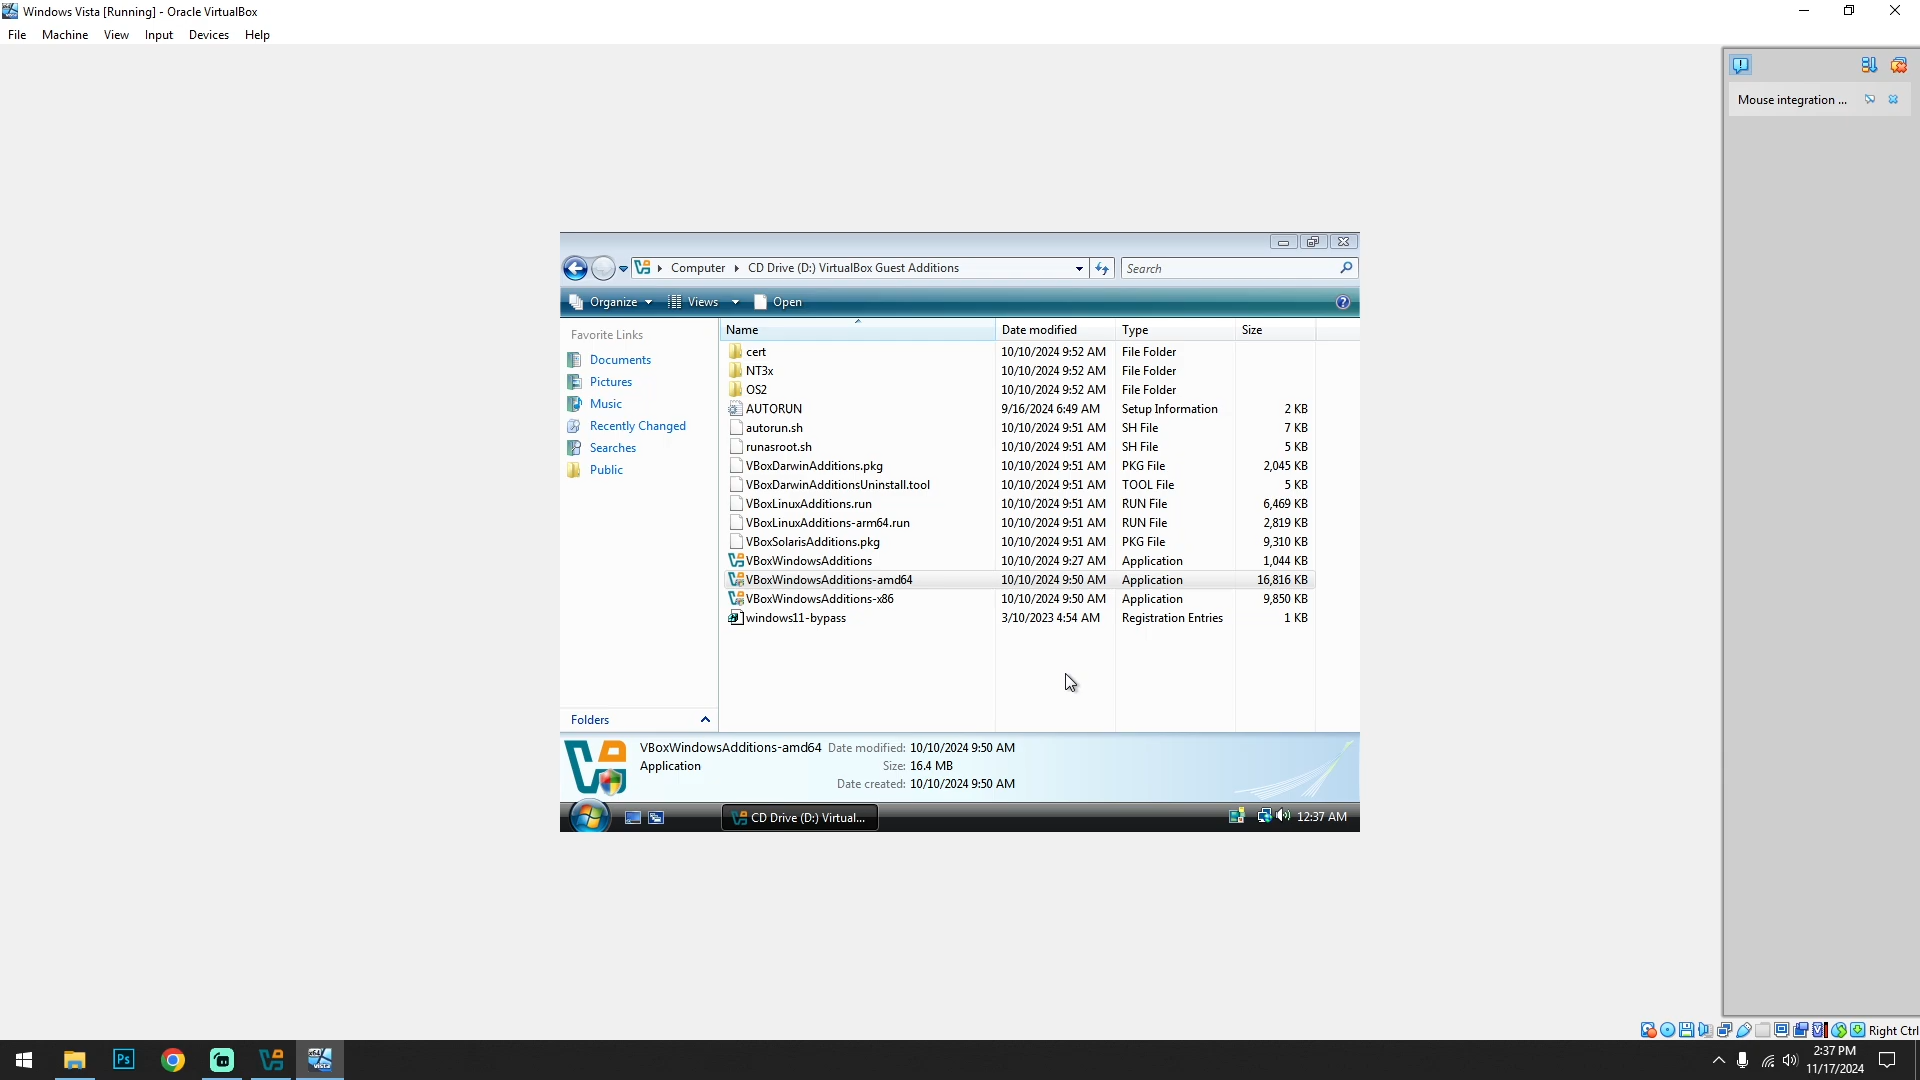 Windows Vista [Running] - Oracle VirtualBox
File Machine View Input Devices Help
Mouse integration ...
Computer CD Drive (D:) VirtualBox Guest Additions Search
Organize Views Open
Favorite Links
Documents
Pictures
Music
Recently Changed
Searches
Public
Folders
Name Date modified Type Size
cert 10/10/2024 9:52 AM File Folder
NT3x 10/10/2024 9:52 AM File Folder
OS2 10/10/2024 9:52 AM File Folder
AUTORUN 9/16/2024 6:49 AM Setup Information 2 KB
autorun.sh 10/10/2024 9:51 AM SH File 7 KB
runasroot.sh 10/10/2024 9:51 AM SH File 5 KB
VBoxDarwinAdditions.pkg 10/10/2024 9:51 AM PKG File 2,045 KB
VBoxDarwinAdditionsUninstall.tool 10/10/2024 9:51 AM TOOL File 5 KB
VBoxLinuxAdditions.run 10/10/2024 9:51 AM RUN File 6,469 KB
VBoxLinuxAdditions-arm64.run 10/10/2024 9:51 AM RUN File 2,819 KB
VBoxSolarisAdditions.pkg 10/10/2024 9:51 AM PKG File 9,310 KB
VBoxWindowsAdditions 10/10/2024 9:27 AM Application 1,044 KB
VBoxWindowsAdditions-amd64 10/10/2024 9:50 AM Application 16,816 KB
VBoxWindowsAdditions-x86 10/10/2024 9:50 AM Application 9,850 KB
windows11-bypass 3/10/2023 4:54 AM Registration Entries 1 KB
VBoxWindowsAdditions-amd64 Date modified: 10/10/2024 9:50 AM
Application Size: 16.4 MB
Date created: 10/10/2024 9:50 AM
CD Drive (D:) Virtual... 12:37 AM
Right Ctrl
Ps
x64
VISTA
2:37 PM
11/17/2024